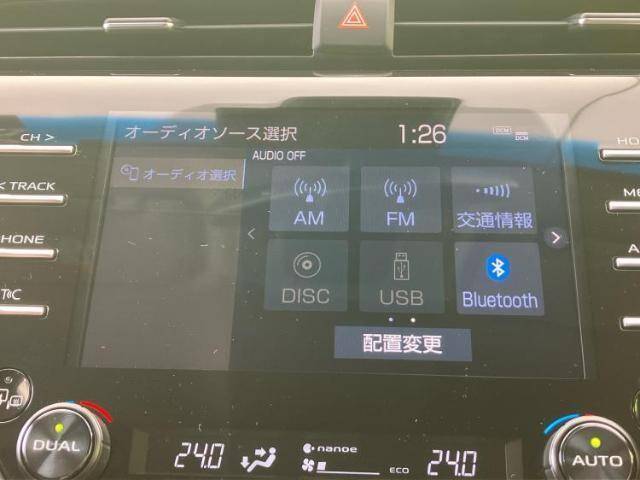 オーディオソース選択
1:26
DCM
DCM
CH >
AUDIO OFF
オーディオ選択
< TRACK
AM
FM
交通情報
PHONE
DISC
USB
Bluetooth
配置変更
DUAL
24.0
nanoe
ECO
24.0
AUTO